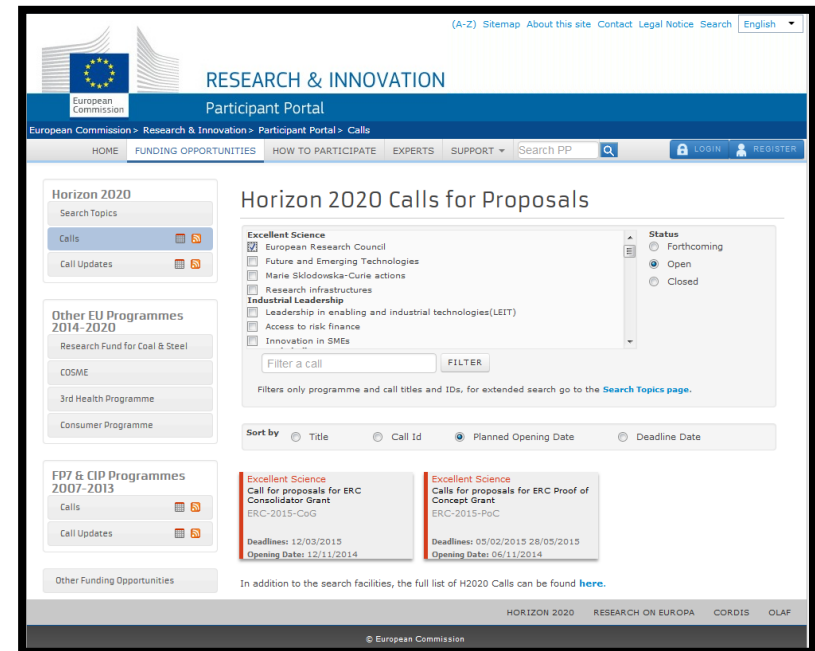 (A-Z) Sitemap About this site Contact Legal Notice Search English
European
Commission
RESEARCH & INNOVATION
Participant Portal
European Commission > Research & Innovation > Participant Portal > Calls
HOME FUNDING OPPORTUNITIES HOW TO PARTICIPATE EXPERTS SUPPORT Search PP LOGIN REGISTER
Horizon 2020
Search Topics
Calls
Call Updates
Other EU Programmes
2014-2020
Research Fund for Coal & Steel
COSME
3rd Health Programme
Consumer Programme
FP7 & CIP Programmes
2007-2013
Calls
Call Updates
Other Funding Opportunities
Horizon 2020 Calls for Proposals
Excellent Science
European Research Council
Future and Emerging Technologies
Marie Sklodowska-Curie actions
Research infrastructures
Industrial Leadership
Leadership in enabling and industrial technologies(LEIT)
Access to risk finance
Innovation in SMEs
Status
Forthcoming
Open
Closed
Filter a call FILTER
Filters only programme and call titles and IDs, for extended search go to the Search Topics page.
Sort by Title Call Id Planned Opening Date Deadline Date
Excellent Science
Call for proposals for ERC
Consolidator Grant
ERC-2015-CoG
Deadlines: 12/03/2015
Opening Date: 12/11/2014
Excellent Science
Calls for proposals for ERC Proof of
Concept Grant
ERC-2015-PoC
Deadlines: 05/02/2015 28/05/2015
Opening Date: 06/11/2014
In addition to the search facilities, the full list of H2020 Calls can be found here.
HORIZON 2020 RESEARCH ON EUROPA CORDIS OLAF
© European Commission